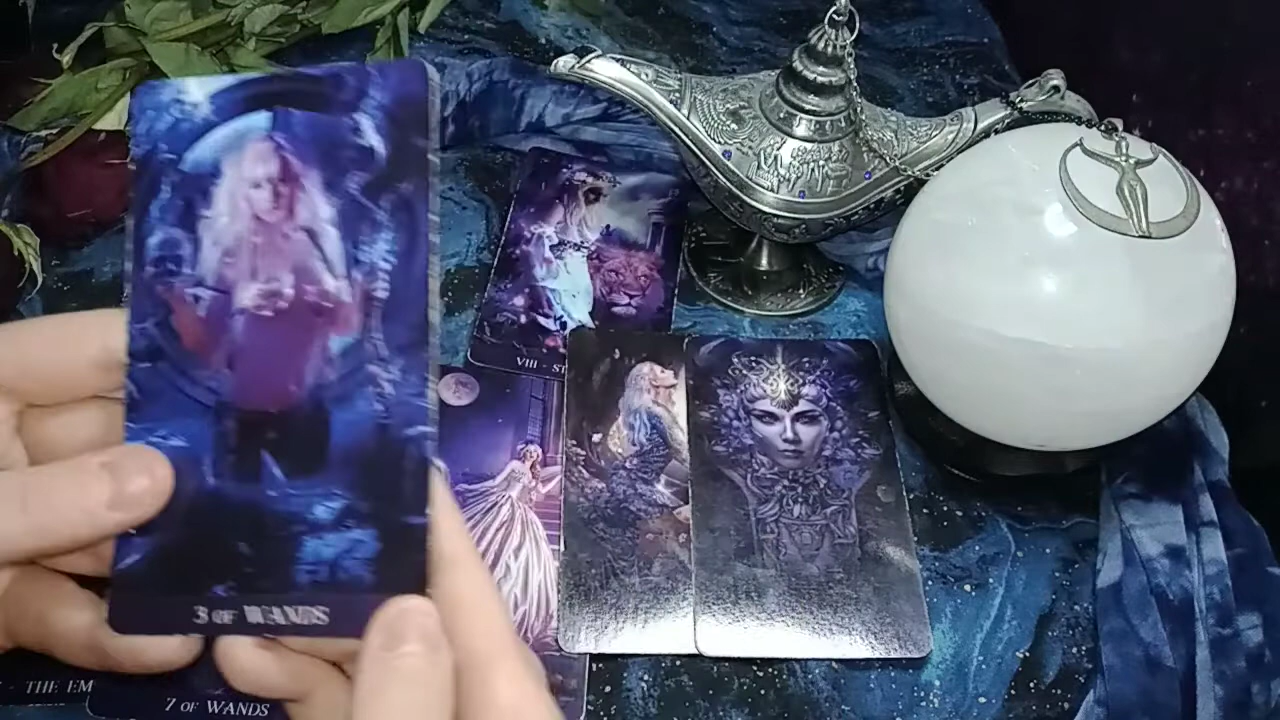 VIII - ST
3 OF WANDS
- THE EM
7 OF WANDS